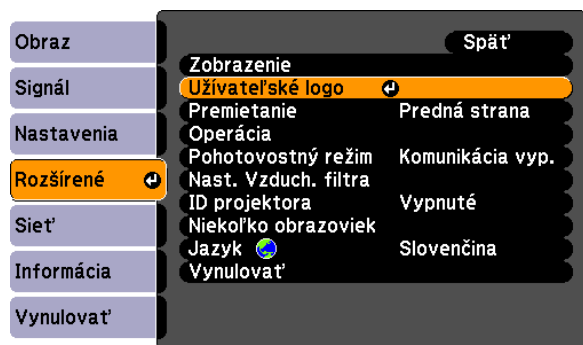 Obraz
Signál
Nastavenia
Rozšírené
Sieť
Informácia
Vynulovať
Späť
Zobrazenie
Užívateľské logo
Premietanie Predná strana
Operácia
Pohotovostný režim Komunikácia vyp.
Nast. Vzduch. filtra
ID projektora Vypnuté
Niekoľko obrazoviek
Jazyk Slovenčina
Vynulovať